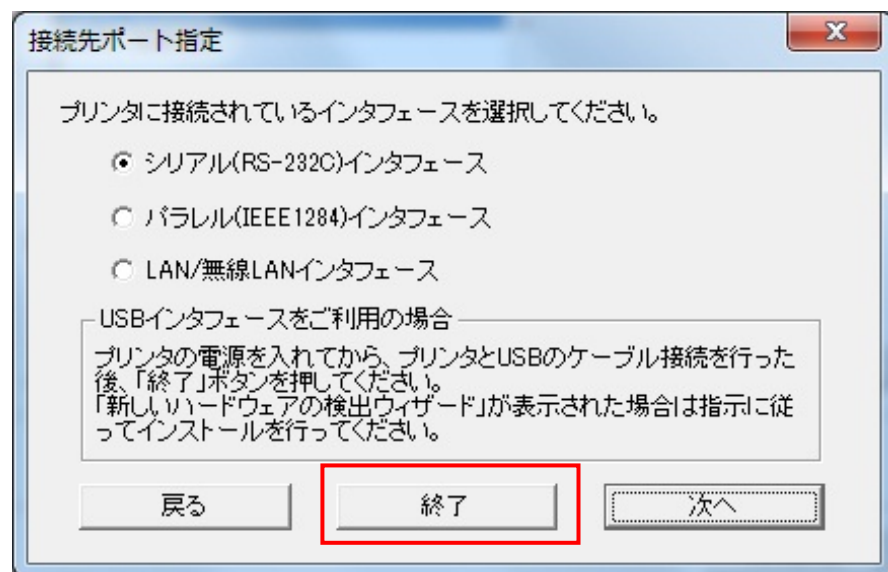 接続先ポート指定
プリンタに接続されているインタフェースを選択してください。
シリアル(RS-232C)インタフェース
パラレル(IEEE1284)インタフェース
LAN/無線LANインタフェース
USBインタフェースをご利用の場合
プリンタの電源を入れてから、プリンタとUSBのケーブル接続を行った
後、「終了」ボタンを押してください。
「新しいハードウェアの検出ウィザード」が表示された場合は指示に従
ってインストールを行ってください。
戻る 終了 次へ